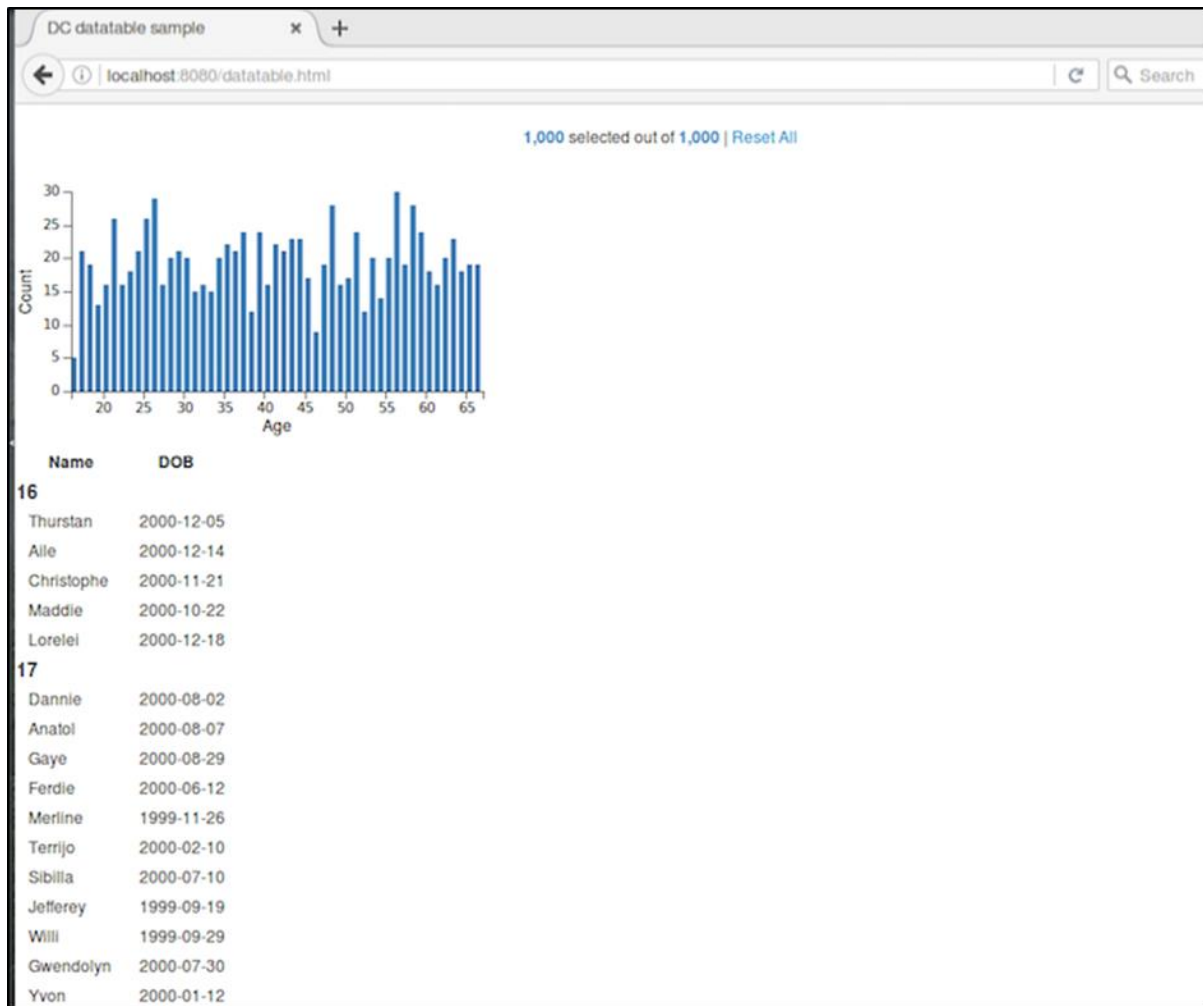 DC datatable sample
localhost:8080/datatable.html
Search
1,000 selected out of 1,000 | Reset All
30
25
20
15
10
5
0
Count
20 25 30 35 40 45 50 55 60 65
Age
Name DOB
16
Thurstan 2000-12-05
Aile 2000-12-14
Christophe 2000-11-21
Maddie 2000-10-22
Lorelei 2000-12-18
17
Dannie 2000-08-02
Anatol 2000-08-07
Gaye 2000-08-29
Ferdie 2000-06-12
Merline 1999-11-26
Terrijo 2000-02-10
Sibilla 2000-07-10
Jefferey 1999-09-19
Willi 1999-09-29
Gwendolyn 2000-07-30
Yvon 2000-01-12